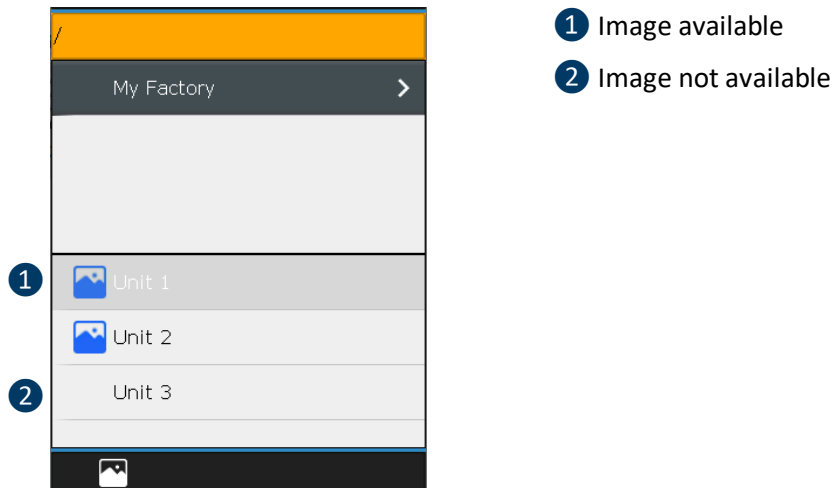 /
My Factory
1 Unit 1
Unit 2
2 Unit 3
1 Image available
2 Image not available